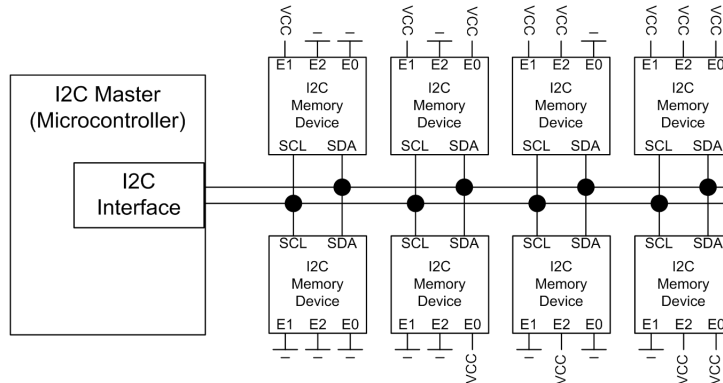 VCC VCC VCC VCC VCC VCC VCC VCC
E1 E2 E0 E1 E2 E0 E1 E2 E0 E1 E2 E0
I2C Master
(Microcontroller)
I2C
Interface
I2C
Memory
Device
SCL SDA
I2C
Memory
Device
SCL SDA
I2C
Memory
Device
SCL SDA
I2C
Memory
Device
SCL SDA
SCL SDA
I2C
Memory
Device
E1 E2 E0
SCL SDA
I2C
Memory
Device
E1 E2 E0
VCC
SCL SDA
I2C
Memory
Device
E1 E2 E0
VCC
SCL SDA
I2C
Memory
Device
E1 E2 E0
VCC VCC